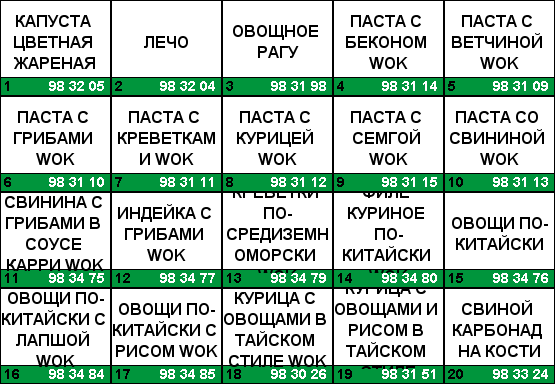 КАПУСТА
ЦВЕТНАЯ
ЖАРЕНАЯ
1 98 32 05
ЛЕЧО
2 98 32 04
ОВОЩНОЕ
РАГУ
3 98 31 98
ПАСТА С
БЕКОНОМ
WOK
4 98 31 14
ПАСТА С
ВЕТЧИНОЙ
WOK
5 98 31 09
ПАСТА С
ГРИБАМИ
WOK
6 98 31 10
ПАСТА С
КРЕВЕТКАМ
И WOK
7 98 31 11
ПАСТА С
КУРИЦЕЙ
WOK
8 98 31 12
ПАСТА С
СЕМГОЙ
WOK
9 98 31 15
ПАСТА СО
СВИНИНОЙ
WOK
10 98 31 13
СВИНИНА С
ГРИБАМИ В
СОУСЕ
КАРРИ WOK
11 98 34 75
ИНДЕЙКА С
ГРИБАМИ
WOK
12 98 34 77
КРЕВЕТКИ
ПО-
СРЕДИЗЕМН
ОМОРСКИ
WOK
13 98 34 79
ФИЛЕ
КУРИНОЕ
ПО-
КИТАЙСКИ
WOK
14 98 34 80
ОВОЩИ ПО-
КИТАЙСКИ
15 98 34 76
ОВОЩИ ПО-
КИТАЙСКИ С
ЛАПШОЙ
WOK
16 98 34 84
ОВОЩИ ПО-
КИТАЙСКИ С
РИСОМ WOK
17 98 34 85
КУРИЦА С
ОВОЩАМИ В
ТАЙСКОМ
СТИЛЕ WOK
18 98 30 26
КУРИЦА С
ОВОЩАМИ И
РИСОМ В
ТАЙСКОМ
СТИЛЕ
19 98 31 51
СВИНОЙ
КАРБОНАД
НА КОСТИ
20 98 33 24